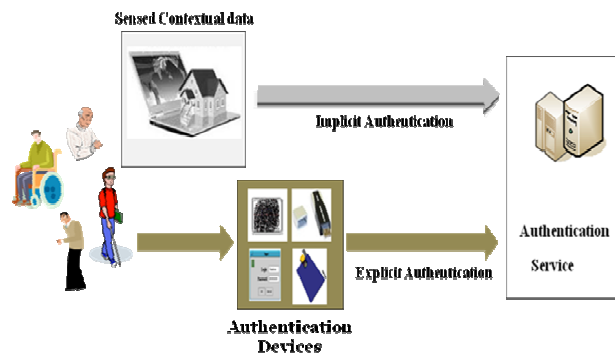 Sensed Contextual data
Implicit Authentication
Explicit Authentication
Authentication
Service
Authentication
Devices